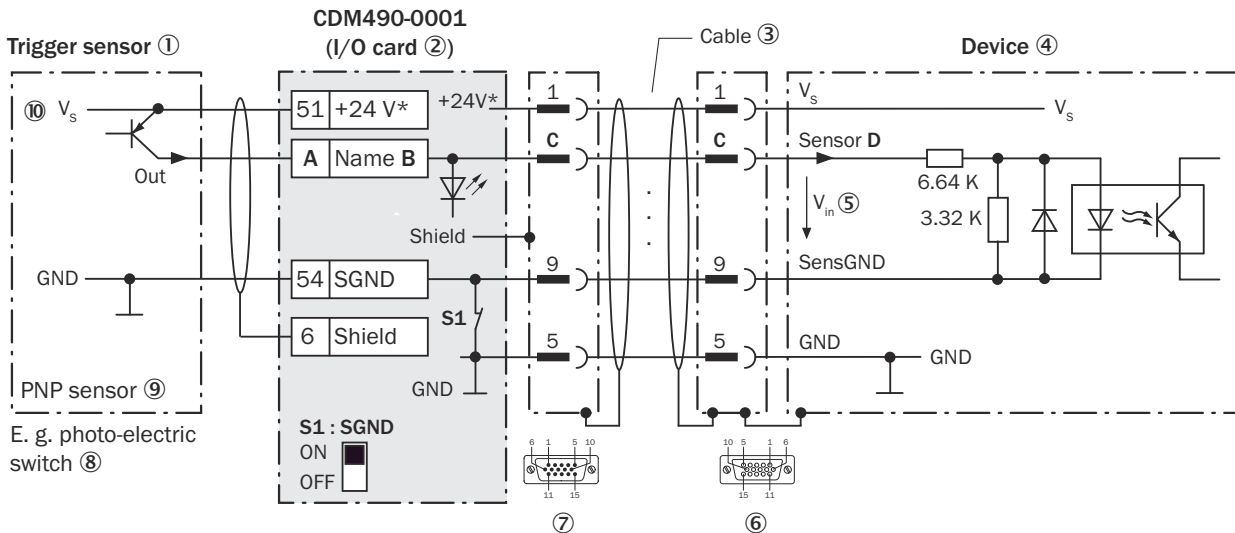 CDM490-0001
(I/O card ②)
Trigger sensor ①
Cable ③
Device ④
⑩ Vs
51 +24 V*
+24V*
1
1
Vs
Vs
A Name B
C
C
Sensor D
Out
6.64 K
3.32 K
Vin ⑤
Shield
GND
54 SGND
9
9
SensGND
S1
6 Shield
5
5
GND
GND
GND
PNP sensor ⑨
E. g. photo-electric
switch ⑧
S1 : SGND
ON
OFF
6 1 5 10
11 15
10 5 1 6
15 11
⑦
⑥